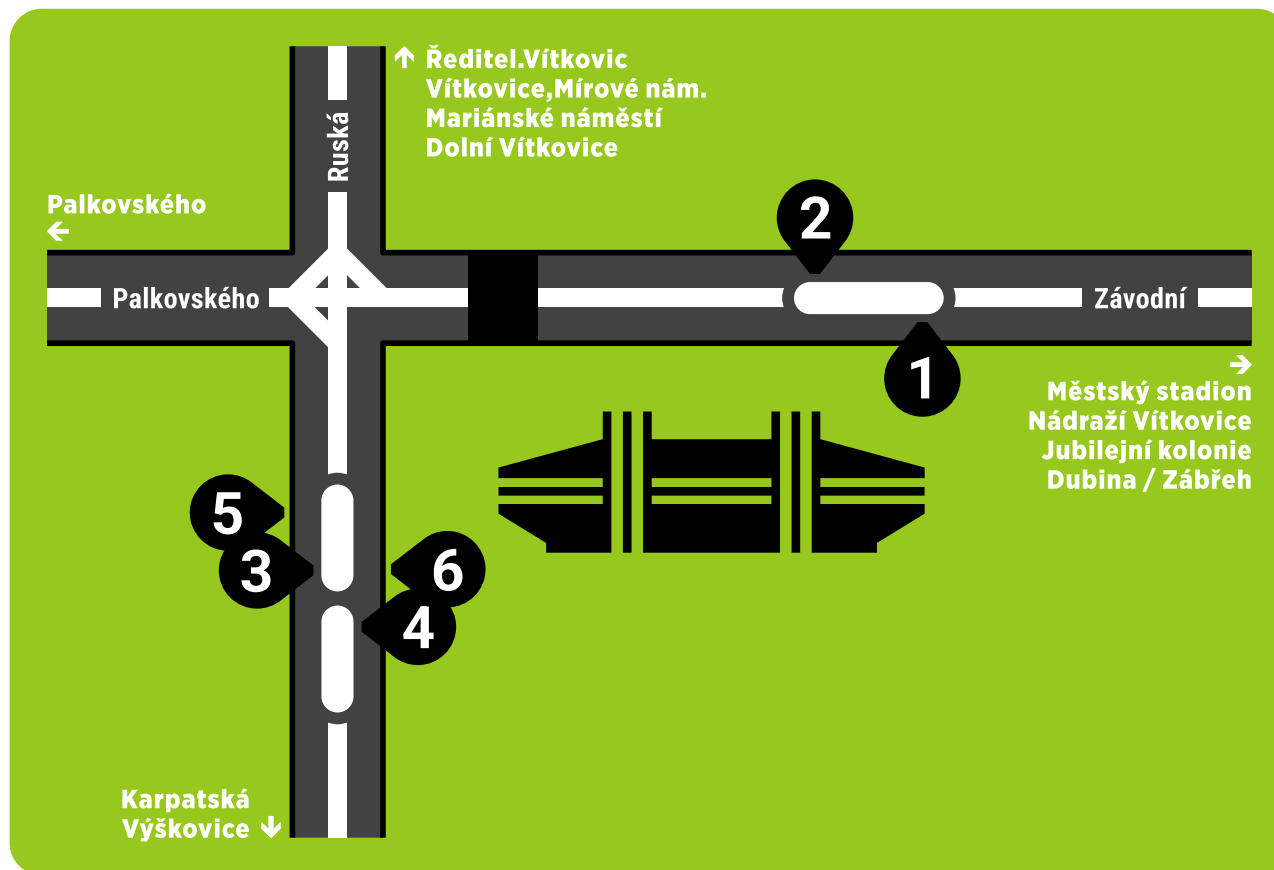 Ředitel.Vítkovic
Vítkovice,Mírové nám.
Mariánské náměstí
Dolní Vítkovice
Ruská
Palkovského
2
Palkovského
Závodní
1
Městský stadion
Nádraží Vítkovice
Jubilejní kolonie
Dubina / Zábřeh
5
3
6
4
Karpatská
Výškovice